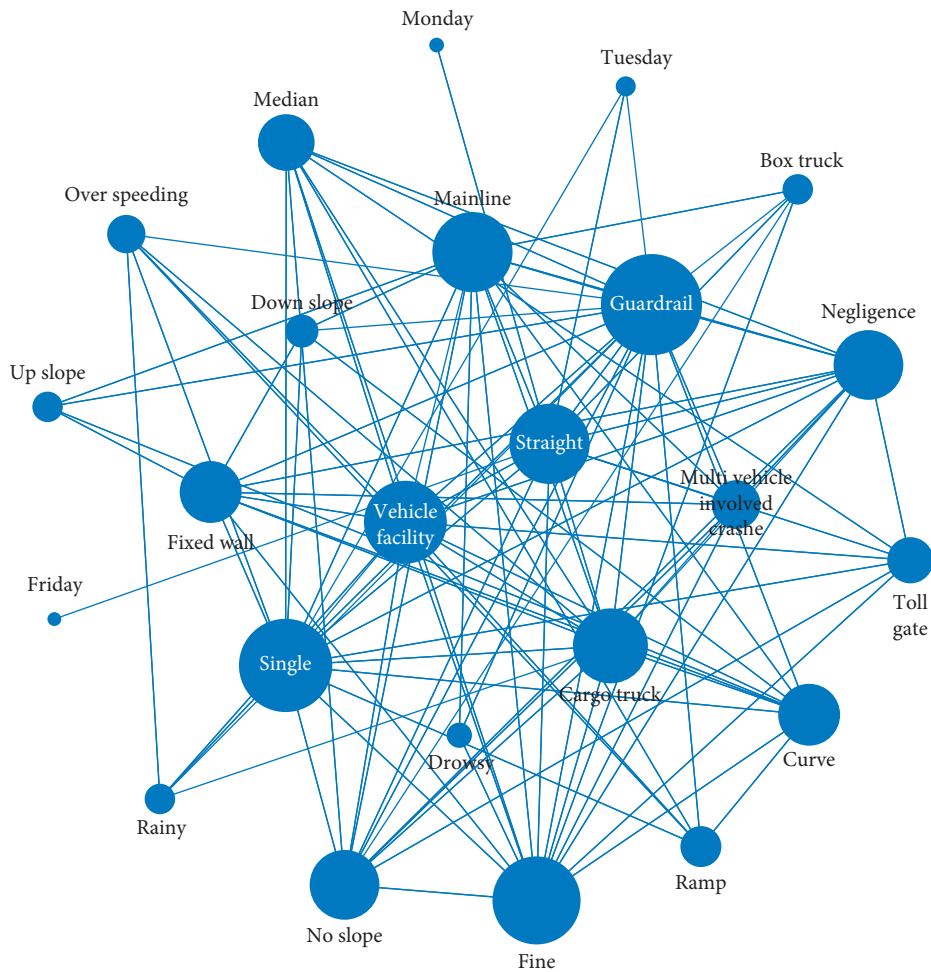 Monday
Tuesday
Median
Box truck
Over speeding
Mainline
Down slope
Guardrail
Negligence
Up slope
Straight
Multi vehicle
involved
crashe
Vehicle
facility
Fixed wall
Friday
Toll
gate
Single
Cargo truck
Drowsy
Curve
Rainy
Ramp
No slope
Fine